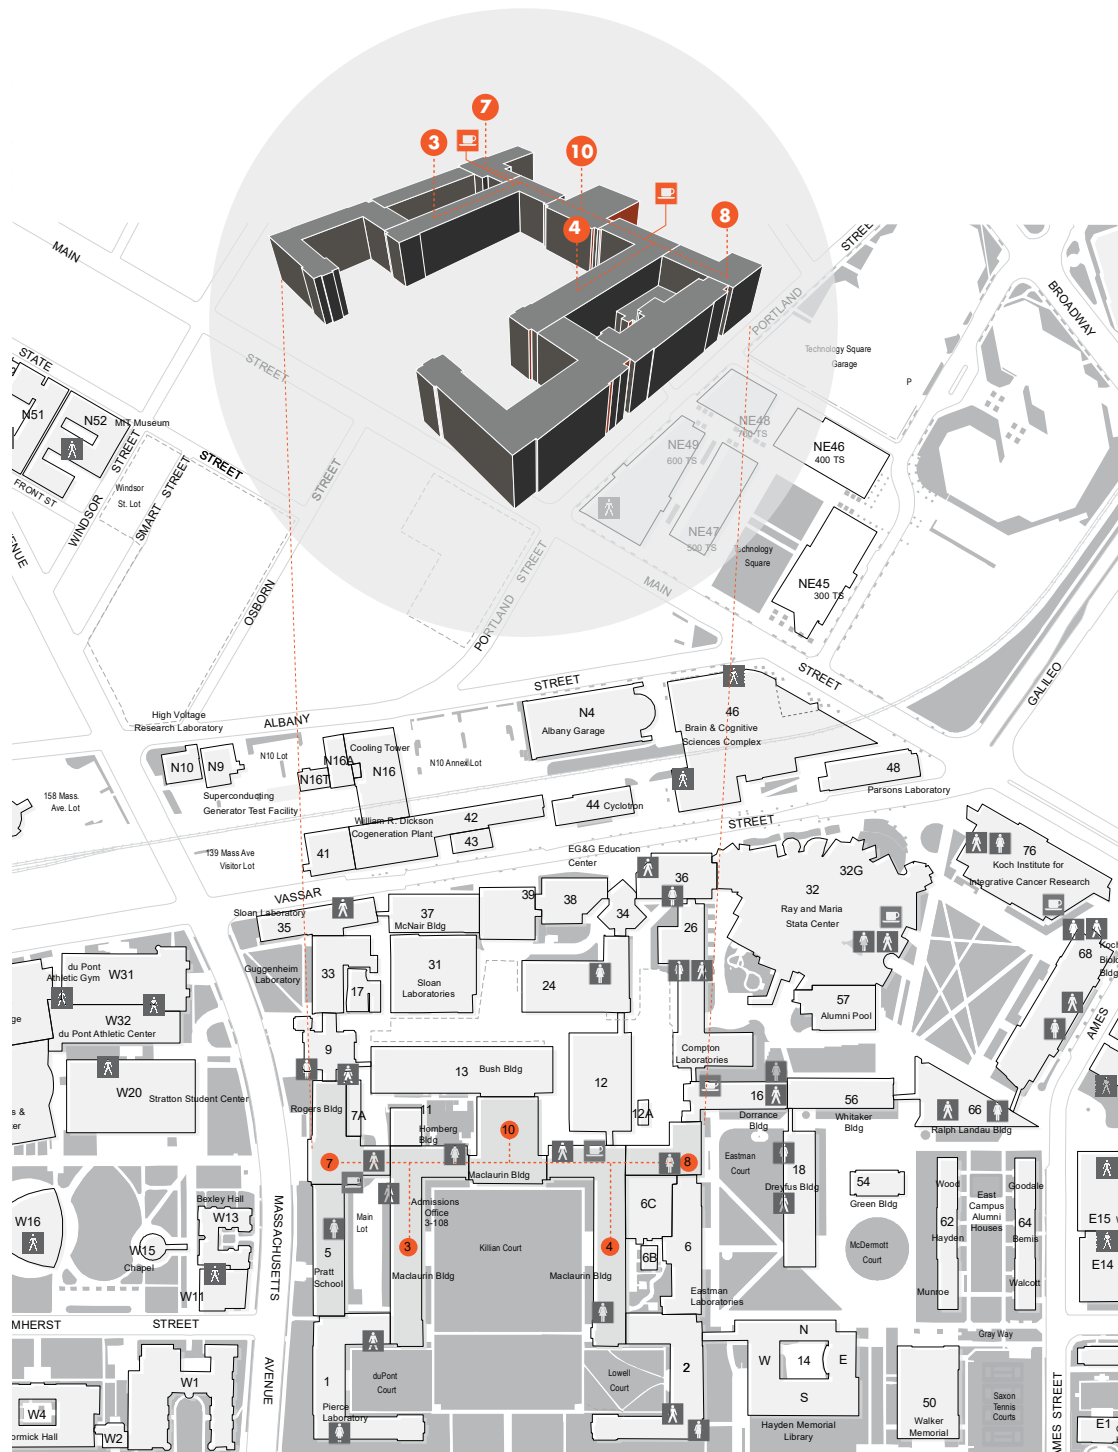 7
3
10
4
8
STREET
MAIN
BROADWAY
PORTLAND
Technology Square
Garage
P
STATE
STREET
N51
N52
MIT Museum
NE48
700 TS
NE49
600 TS
NE46
400 TS
STREET
STREET
STREET
STREET
Windsor
St. Lot
FRONT ST
WINDSOR
SMART
NE47
500 TS
Technology
Square
NE45
300 TS
OSBORN
STREET
PORTLAND
MAIN
STREET
GALILEO
STREET
ALBANY
High Voltage
Research Laboratory
N4
Albany Garage
46
Brain & Cognitive
Sciences Complex
N10
N9
N10 Lot
N16A
N16T
Cooling Tower
N16
N10 Annex Lot
48
Parsons Laboratory
158 Mass.
Ave. Lot
Superconducting
Generator Test Facility
William R. Dickson
Cogeneration Plant
42
43
44
Cyclotron
STREET
139 Mass Ave
Visitor Lot
41
EG&G Education
Center
36
32G
32
Ray and Maria
Stata Center
76
Koch Institute for
Integrative Cancer Research
VASSAR
Sloan Laboratory
35
37
McNair Bldg
39
38
34
26
68
Koch
Biology
Bldg
AMES
du Pont
Athletic Gym
W31
W32
du Pont Athletic Center
Guggenheim
Laboratory
33
17
31
Sloan
Laboratories
24
57
Alumni Pool
9
13
Bush Bldg
12
12A
Compton
Laboratories
W20
Stratton Student Center
Rogers Bldg
7A
11
Homberg
Bldg
10
16
Dorrance
Bldg
56
Whitaker
Bldg
66
Ralph Landau Bldg
7
8
Maclaurin Bldg
Eastman
Court
18
Dreyfus Bldg
54
Green Bldg
Bexley Hall
W13
W16
W15
Chapel
W11
MASSACHUSETTS
AVENUE
Main
Lot
Admissions
Office
3-108
5
Pratt
School
3
Maclaurin Bldg
Killian Court
4
Maclaurin Bldg
6C
6B
6
Eastman
Laboratories
McDermott
Court
Wood
62
Hayden
Munroe
East
Campus
Alumni
Houses
Goodale
64
Bemis
Walcott
E15
E14
MHERST
STREET
Gray Way
W1
W4
ormick Hall
W2
1
Pierce
Laboratory
duPont
Court
Lowell
Court
2
N
W
14
E
S
Hayden Memorial
Library
50
Walker
Memorial
Saxon
Tennis
Courts
E1
MES STREET